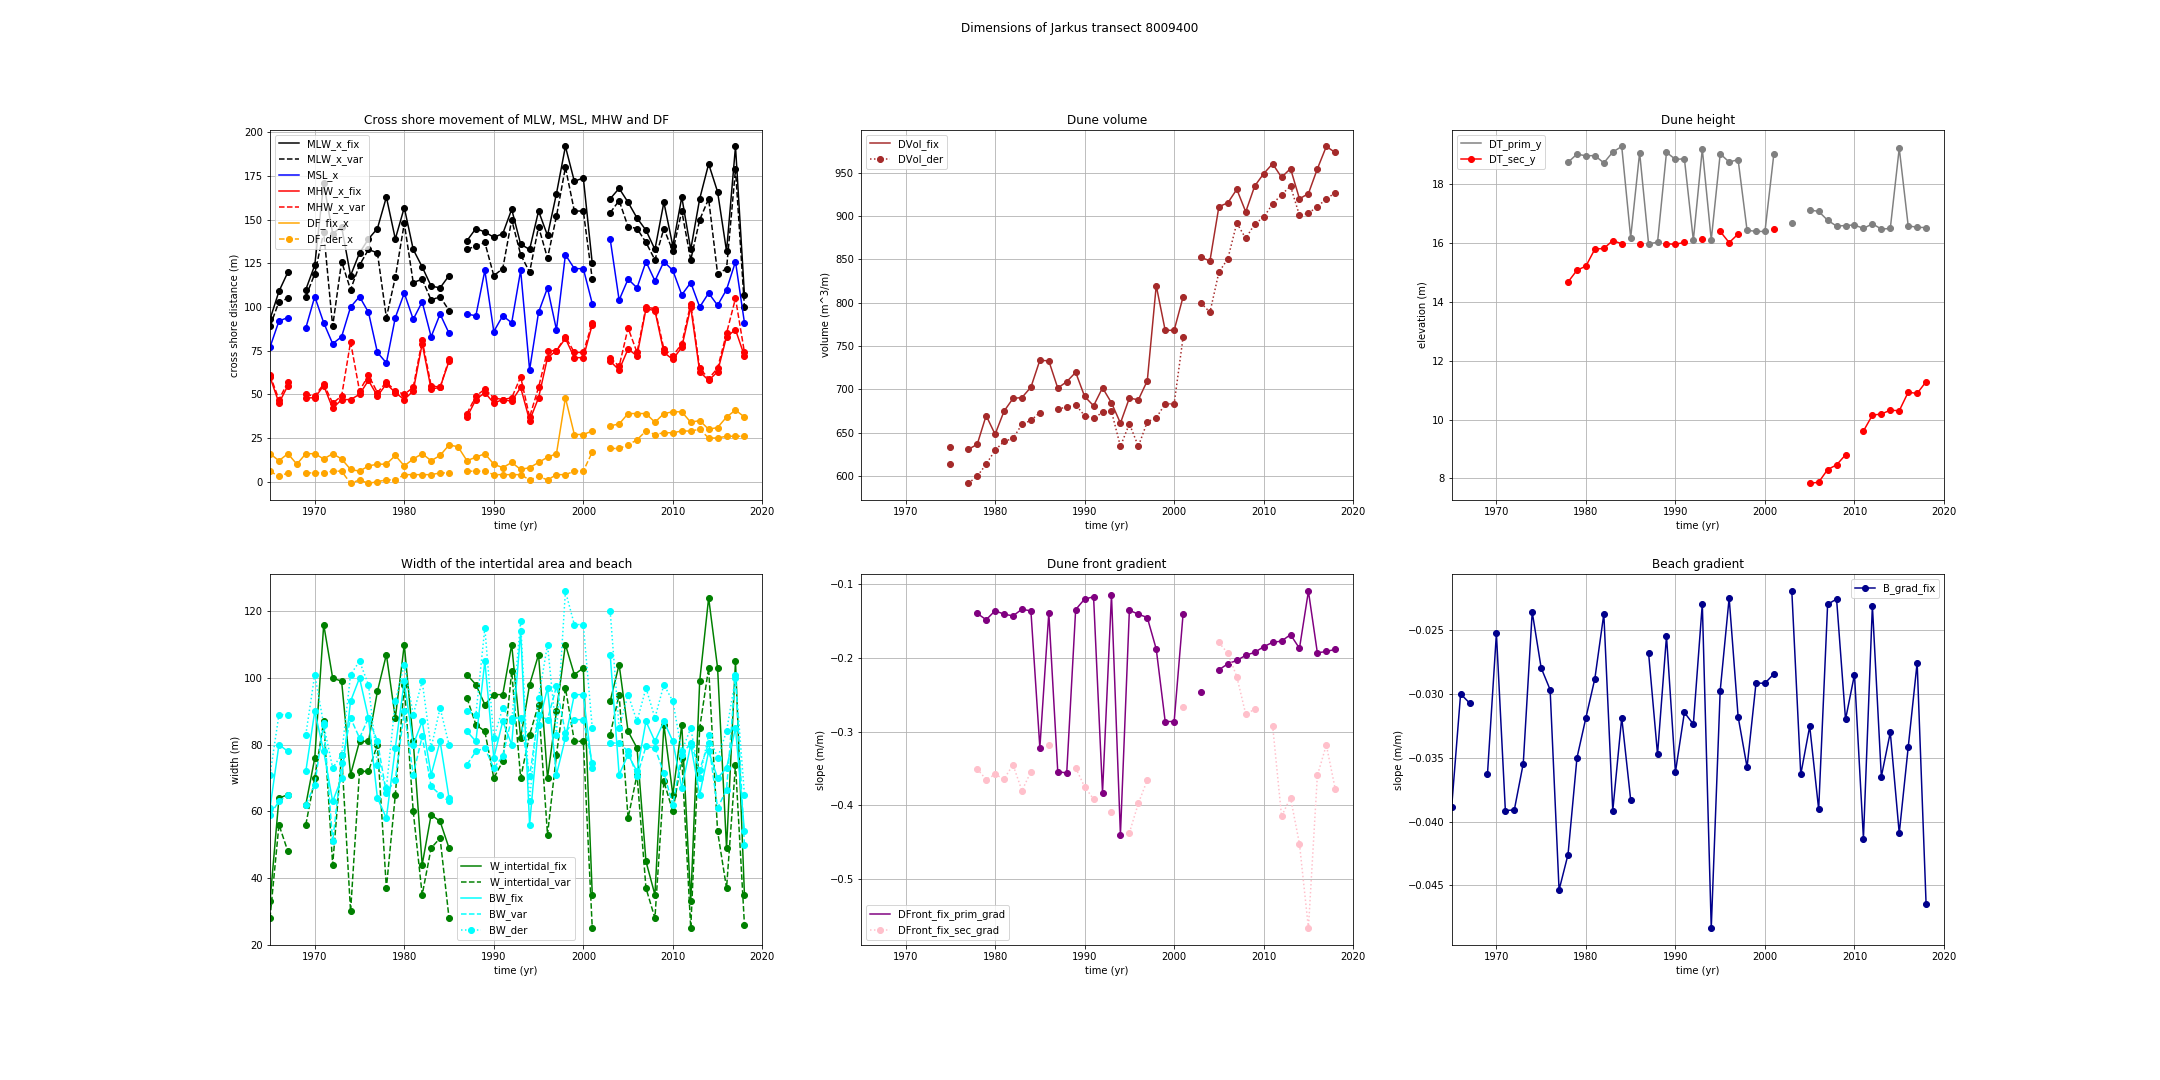 Dimensions of Jarkus transect 8009400
Cross shore movement of MLW, MSL, MHW and DF
200
175
150
125
100
75
50
25
0
cross shore distance (m)
MLW_x_fix
MLW_x_var
MSL_x
MHW_x_fix
MHW_x_var
DF_fix_x
DF_der_x
1970 1980 1990 2000 2010 2020
time (yr)
Dune volume
950
900
850
800
750
700
650
600
volume (m^3/m)
DVol_fix
DVol_der
1970 1980 1990 2000 2010 2020
time (yr)
Dune height
18
16
14
12
10
8
elevation (m)
DT_prim_y
DT_sec_y
1970 1980 1990 2000 2010 2020
time (yr)
Width of the intertidal area and beach
120
100
80
60
40
20
width (m)
W_intertidal_fix
W_intertidal_var
BW_fix
BW_var
BW_der
1970 1980 1990 2000 2010 2020
time (yr)
Dune front gradient
−0.1
−0.2
−0.3
−0.4
−0.5
slope (m/m)
DFront_fix_prim_grad
DFront_fix_sec_grad
1970 1980 1990 2000 2010 2020
time (yr)
Beach gradient
−0.025
−0.030
−0.035
−0.040
−0.045
slope (m/m)
B_grad_fix
1970 1980 1990 2000 2010 2020
time (yr)